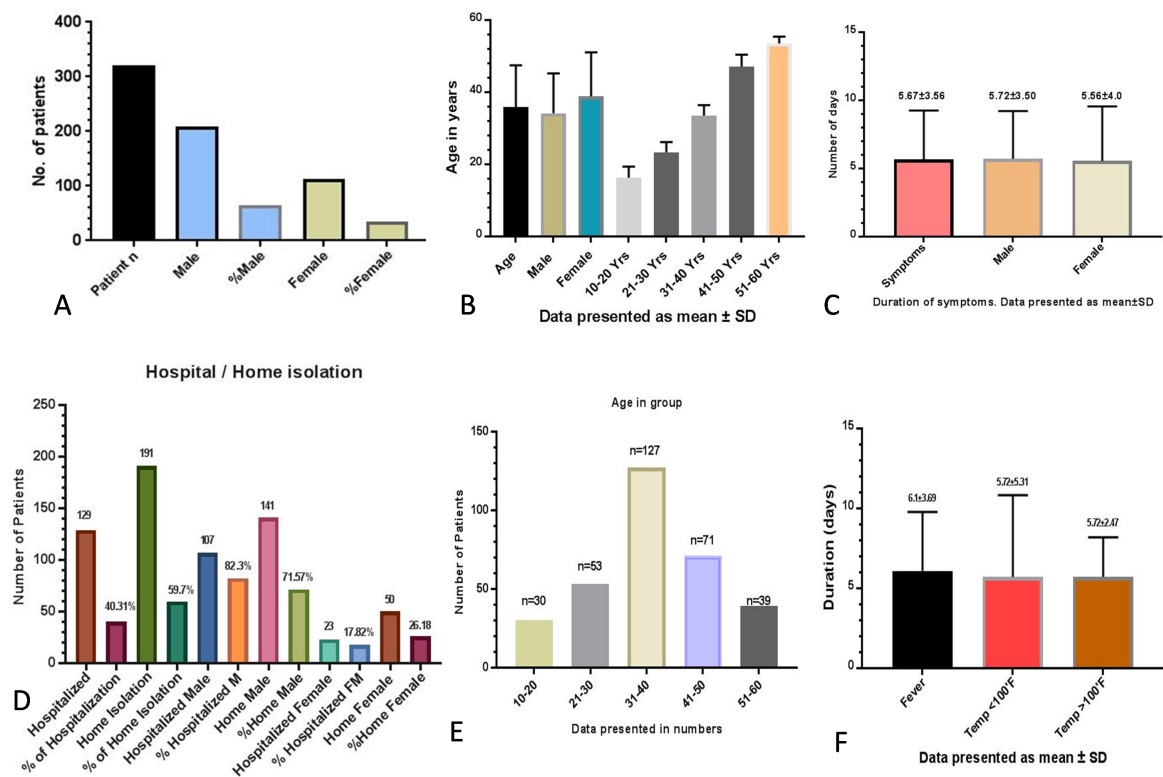 400
300
200
100
0
No. of patients
Patient n
Male
%Male
Female
%Female
A
60
40
20
0
Age in years
Age
Male
Female
10-20 Yrs
21-30 Yrs
31-40 Yrs
41-50 Yrs
51-60 Yrs
Data presented as mean ± SD
B
15
10
5
0
Number of days
5.67±3.56
5.72±3.50
5.56±4.0
Symptoms
Male
Female
Duration of symptoms. Data presented as mean±SD
C
Hospital / Home isolation
250
200
150
100
50
0
Number of Patients
129
40.31%
191
59.7%
107
82.3%
141
71.57%
23
17.82%
50
26.18
Hospitalized
% of Hospitalization
Home Isolation
% of Home Isolation
Hospitalized Male
% Hospitalized M
Home Male
%Home Male
Hospitalized Female
% Hospitalized FM
Home Female
%Home Female
D
Age in group
150
100
50
0
Number of Patients
n=30
n=53
n=127
n=71
n=39
10-20
21-30
31-40
41-50
51-60
Data presented in numbers
E
15
10
5
0
Duration (days)
6.1±3.69
5.72±5.31
5.72±2.47
Fever
Temp <100'F
Temp >100'F
Data presented as mean ± SD
F